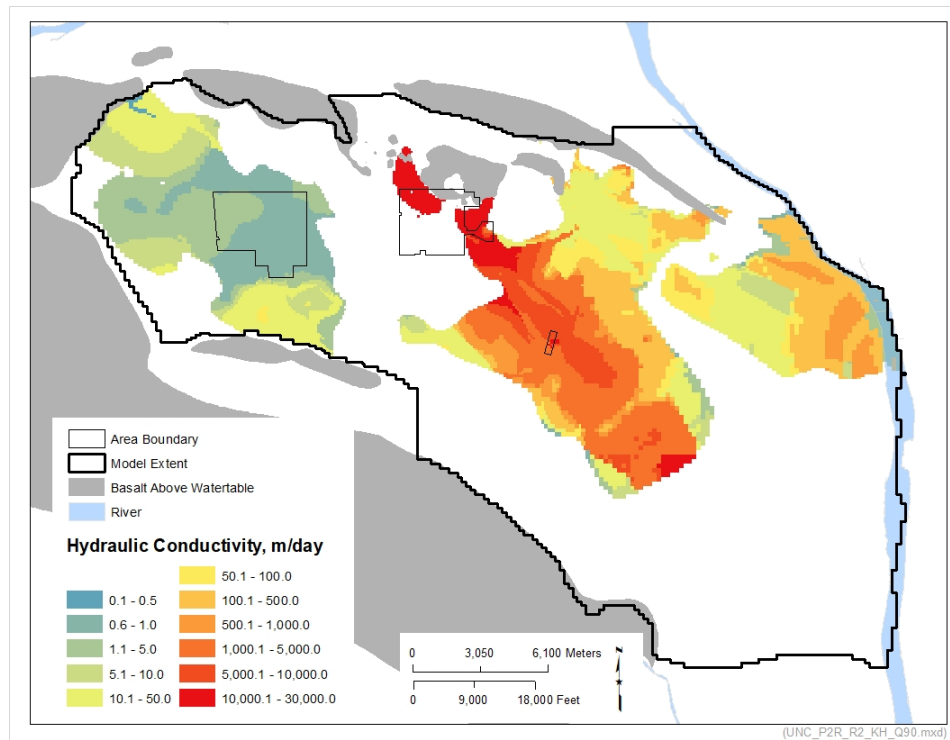 Area Boundary
Model Extent
Basalt Above Watertable
River
Hydraulic Conductivity, m/day
0.1 - 0.5
0.6 - 1.0
1.1 - 5.0
5.1 - 10.0
10.1 - 50.0
50.1 - 100.0
100.1 - 500.0
500.1 - 1,000.0
1,000.1 - 5,000.0
5,000.1 - 10,000.0
10,000.1 - 30,000.0
0 3,050 6,100 Meters
0 9,000 18,000 Feet
N
(UNC_P2R_R2_KH_Q90.mxd)